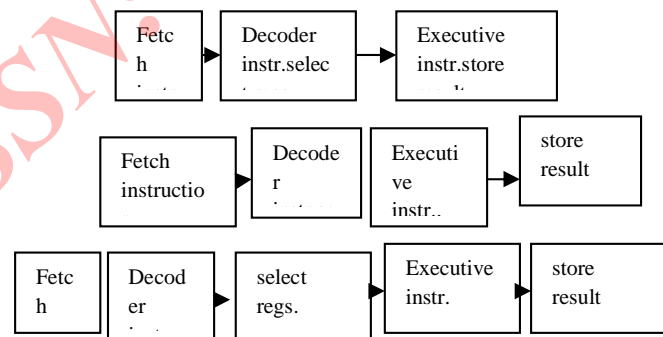 Fetc
h
Decoder
instr.selec
Executive
instr.store
Fetch
instructio
Decode
r
Executi
ve
instr..
store
result
Fetc
h
Decod
er
select
regs.
Executive
instr.
store
result
SSN: